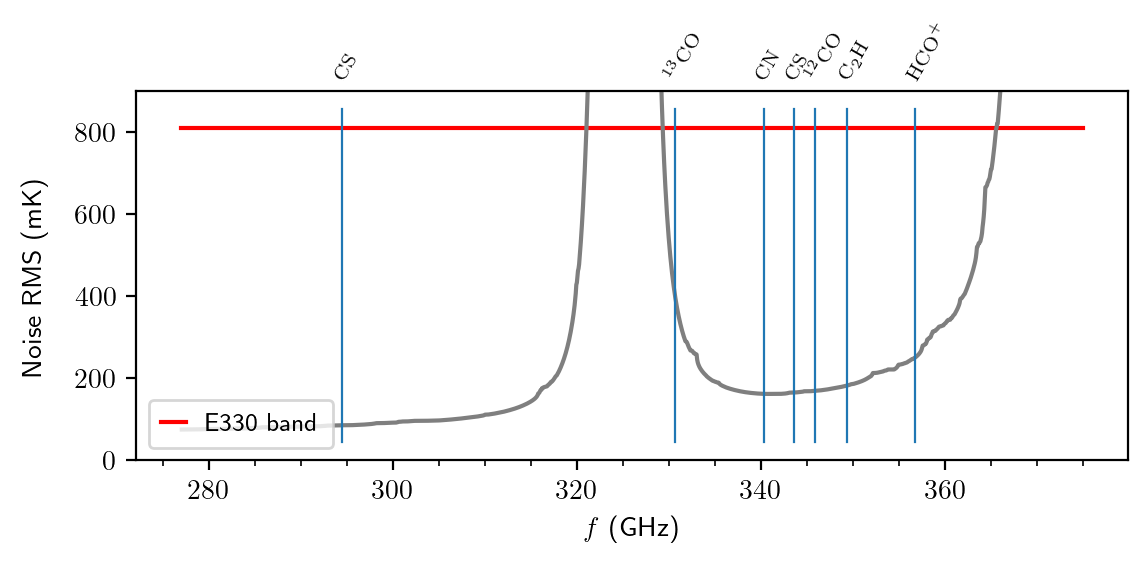 CS
¹³CO
CN
CS
¹²CO
C₂H
HCO⁺
800
600
400
200
0
Noise RMS (mK)
E330 band
280
300
320
340
360
f (GHz)